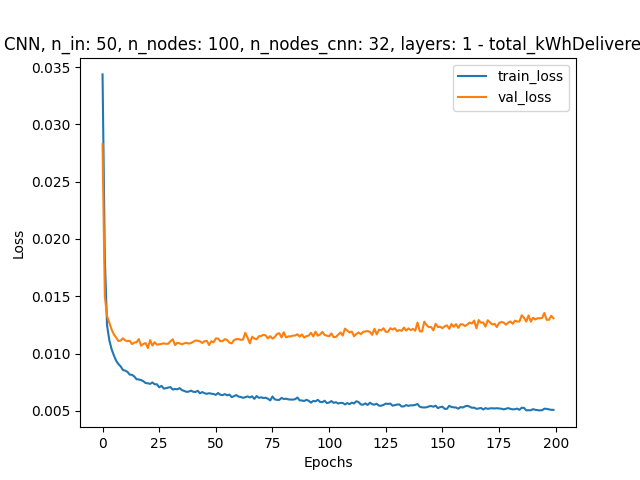 CNN, n_in: 50, n_nodes: 100, n_nodes_cnn: 32, layers: 1 - total_kWhDelivere
0.035
0.030
0.025
0.020
0.015
0.010
0.005
Loss
train_loss
val_loss
0 25 50 75 100 125 150 175 200
Epochs